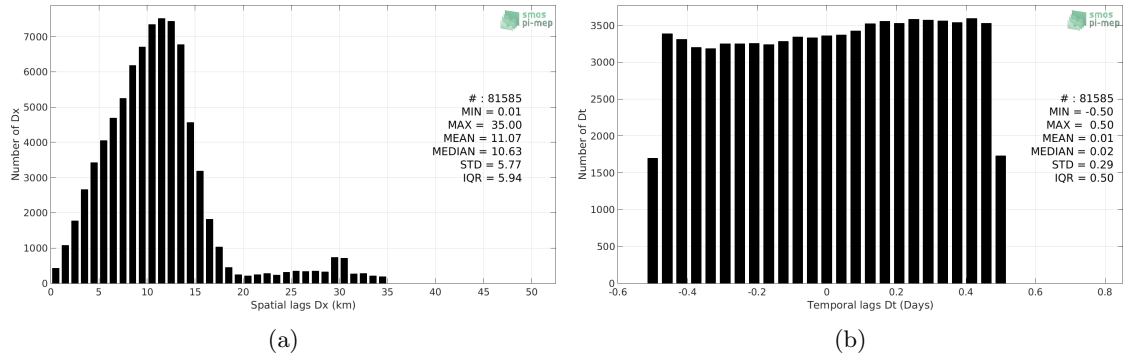 smos
pi-mep
7000
6000
5000
4000
3000
2000
1000
0
Number of Dx
# : 81585
MIN = 0.01
MAX = 35.00
MEAN = 11.07
MEDIAN = 10.63
STD = 5.77
IQR = 5.94
0 5 10 15 20 25 30 35 40 45 50
Spatial lags Dx (km)
(a)
smos
pi-mep
3500
3000
2500
2000
1500
1000
500
0
Number of Dt
# : 81585
MIN = -0.50
MAX = 0.50
MEAN = 0.01
MEDIAN = 0.02
STD = 0.29
IQR = 0.50
-0.6 -0.4 -0.2 0 0.2 0.4 0.6 0.8
Temporal lags Dt (Days)
(b)